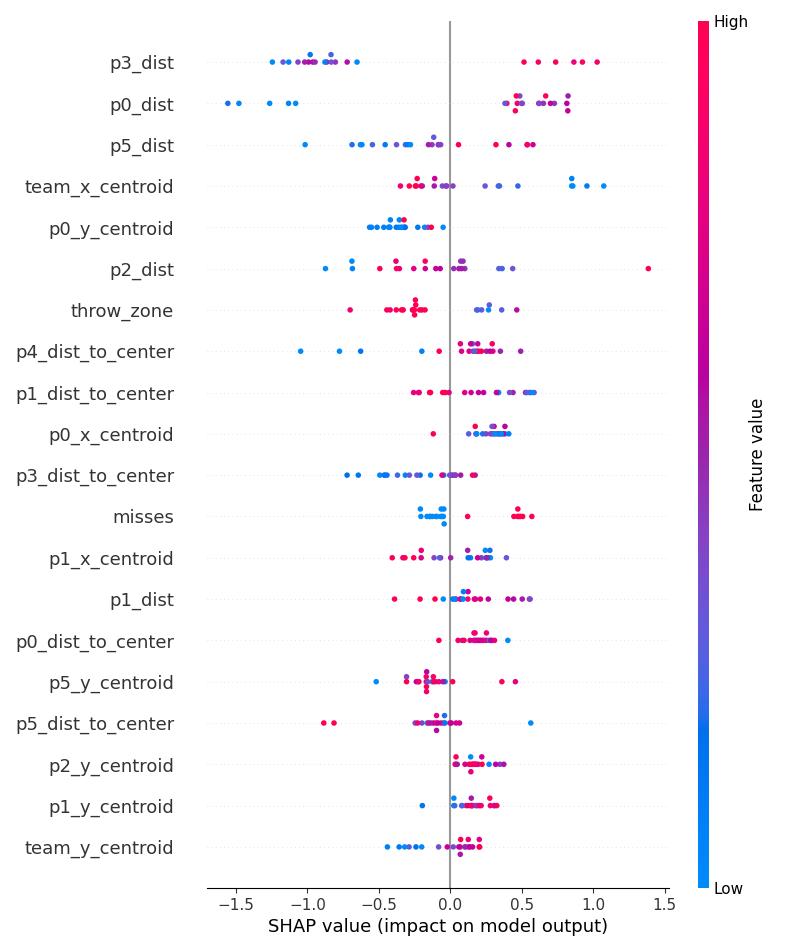 High
p3_dist
p0_dist
p5_dist
team_x_centroid
p0_y_centroid
p2_dist
throw_zone
p4_dist_to_center
p1_dist_to_center
p0_x_centroid
p3_dist_to_center
misses
p1_x_centroid
p1_dist
p0_dist_to_center
p5_y_centroid
p5_dist_to_center
p2_y_centroid
p1_y_centroid
team_y_centroid
Feature value
Low
−1.5 −1.0 −0.5 0.0 0.5 1.0 1.5
SHAP value (impact on model output)